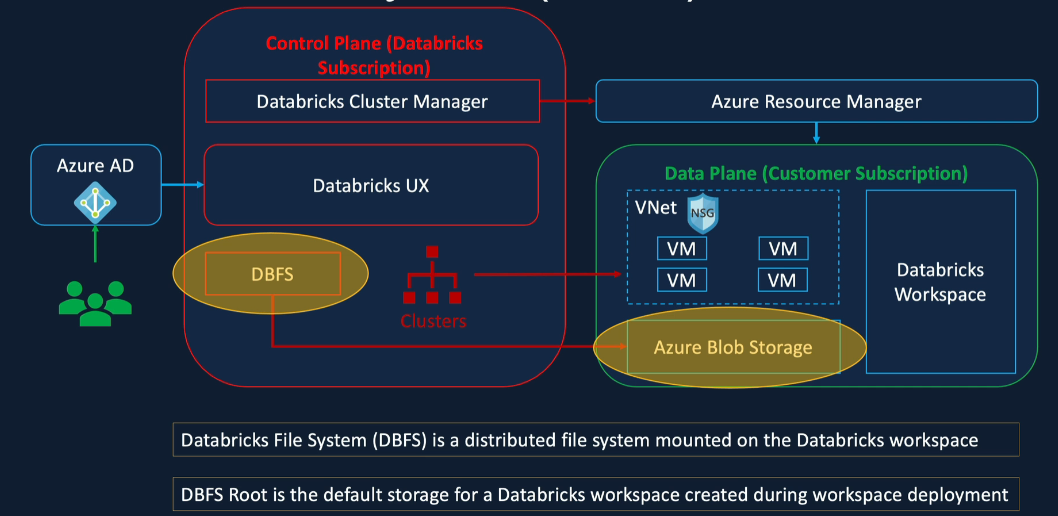 Control Plane (Databricks
Subscription)
Databricks Cluster Manager
Azure Resource Manager
Azure AD
Databricks UX
Data Plane (Customer Subscription)
VNet
NSG
VM
VM
VM
VM
Databricks
Workspace
DBFS
Clusters
Azure Blob Storage
Databricks File System (DBFS) is a distributed file system mounted on the Databricks workspace
DBFS Root is the default storage for a Databricks workspace created during workspace deployment